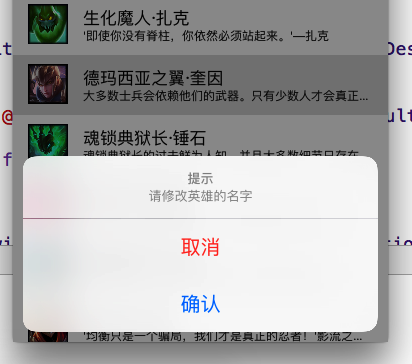 生化魔人·扎克
'即使你没有脊柱，你依然必须站起来。'—扎克
德玛西亚之翼·奎因
大多数士兵会依赖他们的武器。只有少数人才会真正...
魂锁典狱长·锤石
提示
请修改英雄的名字
取消
确认
'均衡只是一个骗局，我们才是真正的忍者！'影流之...